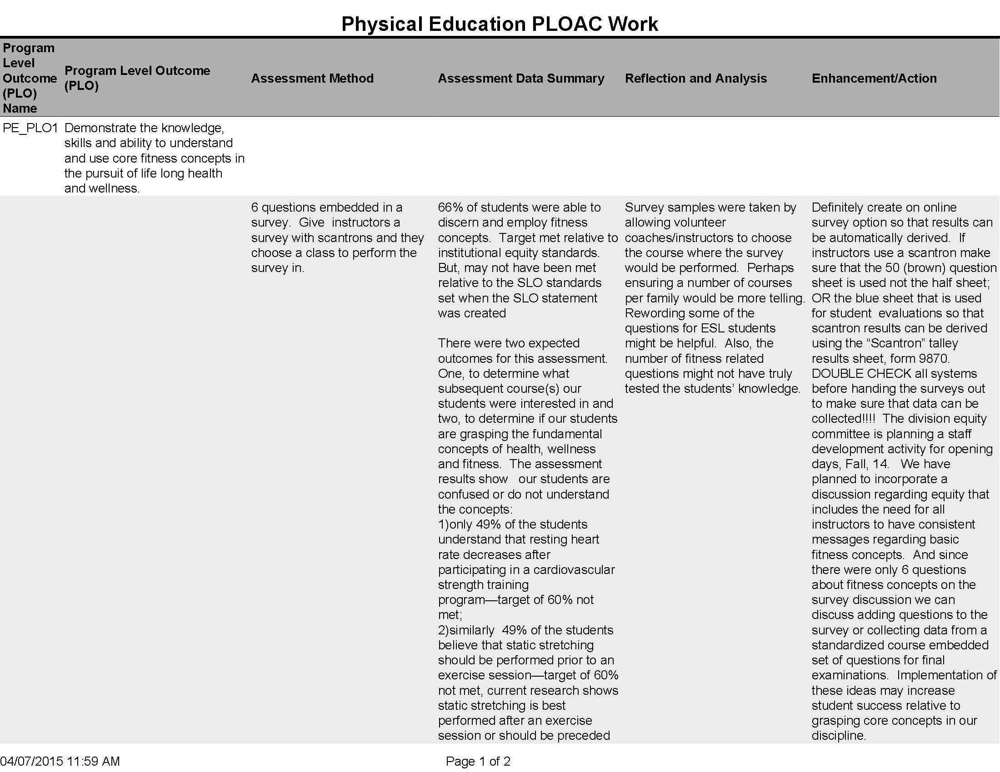 Physical Education PLOAC Work
Program
Level
Outcome
(PLO)
Name
Program Level Outcome
(PLO)
Assessment Method
Assessment Data Summary
Reflection and Analysis
Enhancement/Action
PE_PLO1
Demonstrate the knowledge,
skills and ability to understand
and use core fitness concepts in
the pursuit of life long health
and wellness.
6 questions embedded in a
survey.  Give  instructors a
survey with scantrons and they
choose a class to perform the
survey in.
66% of students were able to
discern and employ fitness
concepts.  Target met relative to
institutional equity standards.
But, may not have been met
relative to the SLO standards
set when the SLO statement
was created
There were two expected
outcomes for this assessment.
One, to determine what
subsequent course(s) our
students were interested in and
two, to determine if our students
are grasping the fundamental
concepts of health, wellness
and fitness.  The assessment
results show   our students are
confused or do not understand
the concepts:
1)only 49% of the students
understand that resting heart
rate decreases after
participating in a cardiovascular
strength training
program—target of 60% not
met;
2)similarly  49% of the students
believe that static stretching
should be performed prior to an
exercise session—target of 60%
not met, current research shows
static stretching is best
performed after an exercise
session or should be preceded
Survey samples were taken by
allowing volunteer
coaches/instructors to choose
the course where the survey
would be performed.  Perhaps
ensuring a number of courses
per family would be more telling.
Rewording some of the
questions for ESL students
might be helpful.  Also, the
number of fitness related
questions might not have truly
tested the students’ knowledge.
Definitely create on online
survey option so that results can
be automatically derived.  If
instructors use a scantron make
sure that the 50 (brown) question
sheet is used not the half sheet;
OR the blue sheet that is used
for student  evaluations so that
scantron results can be derived
using the “Scantron” talley
results sheet, form 9870.
DOUBLE CHECK all systems
before handing the surveys out
to make sure that data can be
collected!!!!  The division equity
committee is planning a staff
development activity for opening
days, Fall, 14.   We have
planned to incorporate a
discussion regarding equity that
includes the need for all
instructors to have consistent
messages regarding basic
fitness concepts.  And since
there were only 6 questions
about fitness concepts on the
survey discussion we can
discuss adding questions to the
survey or collecting data from a
standardized course embedded
set of questions for final
examinations.  Implementation of
these ideas may increase
student success relative to
grasping core concepts in our
discipline.
04/07/2015 11:59 AM
Page 1 of 2